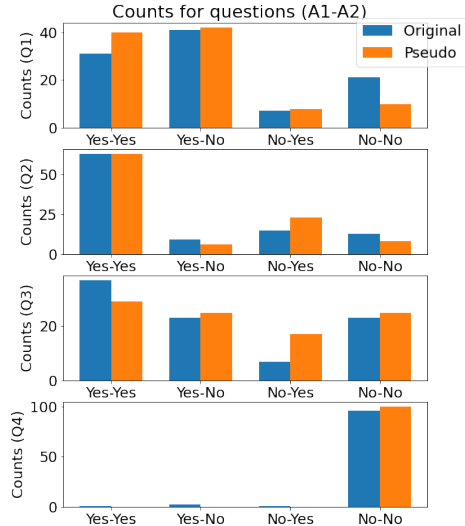 Counts for questions (A1-A2)
Original
Pseudo
Counts (Q1)
40
20
0
Yes-Yes Yes-No No-Yes No-No
Counts (Q2)
50
25
0
Yes-Yes Yes-No No-Yes No-No
Counts (Q3)
20
0
Yes-Yes Yes-No No-Yes No-No
Counts (Q4)
100
50
0
Yes-Yes Yes-No No-Yes No-No